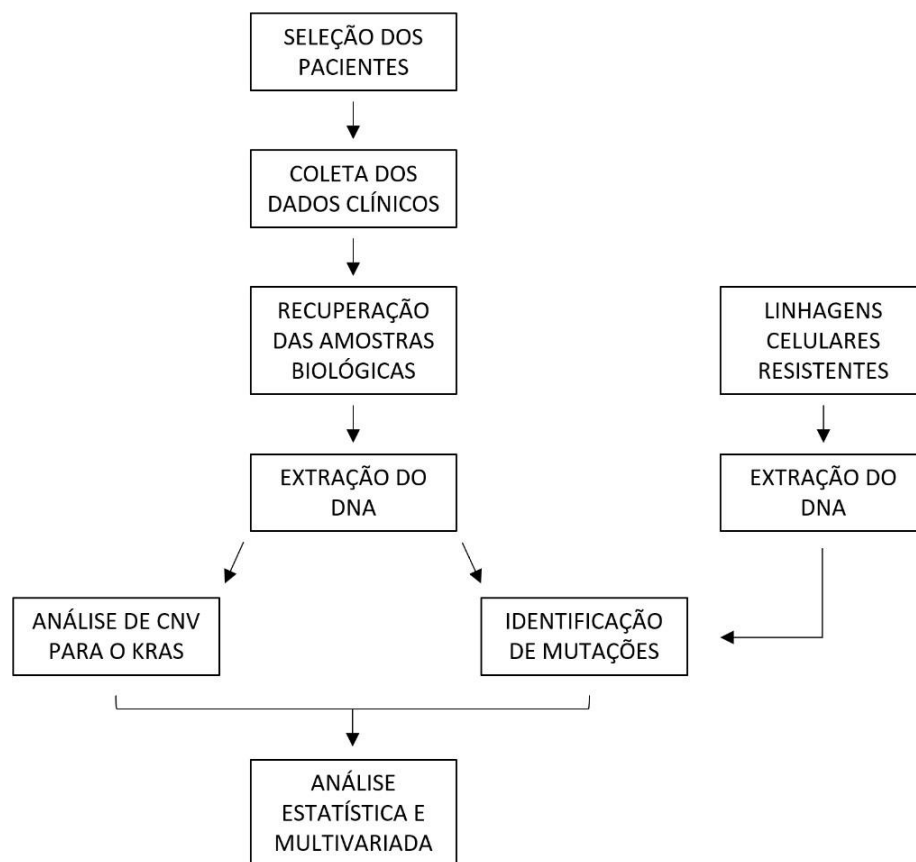 SELEÇÃO DOS
PACIENTES
COLETA DOS
DADOS CLÍNICOS
RECUPERAÇÃO
DAS AMOSTRAS
BIOLÓGICAS
LINHAGENS
CELULARES
RESISTENTES
EXTRAÇÃO DO
DNA
EXTRAÇÃO DO
DNA
ANÁLISE DE CNV
PARA O KRAS
IDENTIFICAÇÃO
DE MUTAÇÕES
ANÁLISE
ESTATÍSTICA E
MULTIVARIADA